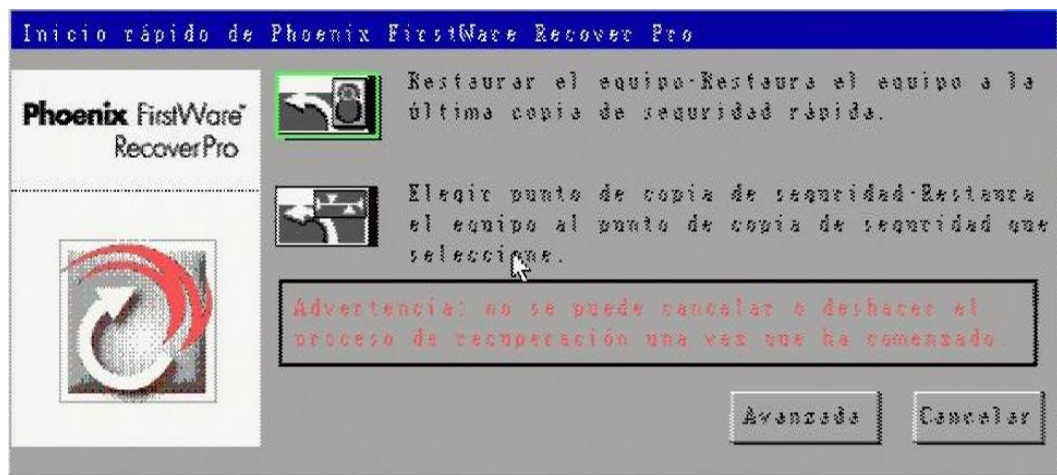 Inicio rápido de Phoenix FirstWare Recover Pro
Phoenix FirstWare™
RecoverPro
Restaurar el equipo-Restaura el equipo a la
última copia de seguridad rápida.
Elegir punto de copia de seguridad-Restaura
el equipo al punto de copia de seguridad que
seleccione.
Advertencia: no se puede cancelar o deshacer el
proceso de recuperación una vez que ha comenzado.
Avanzada
Cancelar